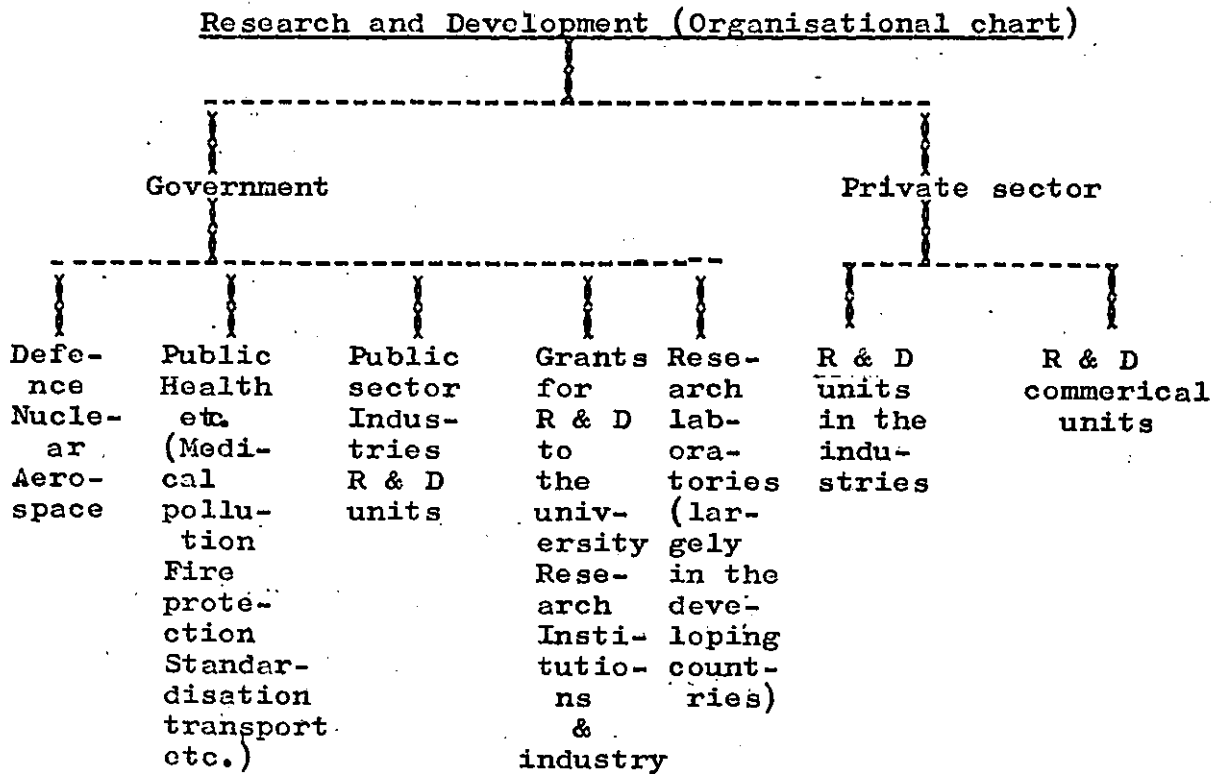 Research and Development (Organisational chart)
Government
Private sector
Defe-
nce
Nucle-
ar
Aero-
space
Public
Health
etc.
(Medi-
cal
pollu-
tion
Fire
prote-
ction
Standar-
disation
transport
etc.)
Public
sector
Indus-
tries
R & D
units
Grants
for
R & D
to
the
univ-
ersity
Rese-
arch
Insti-
tutio-
ns
&
industry
Rese-
arch
lab-
ora-
tories
(lar-
gely
in the
deve-
loping
count-
ries)
R & D
units
in the
indu-
stries
R & D
commerical
units